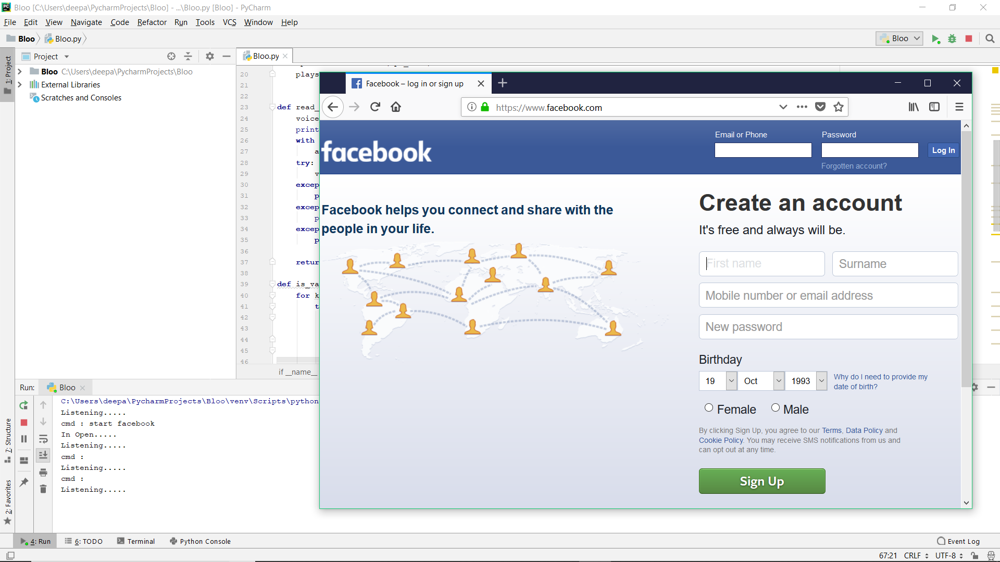 Bloo [C:\Users\deepa\PycharmProjects\Bloo] - ...\Bloo.py [Bloo] - PyCharm
File Edit View Navigate Code Refactor Run Tools VCS Window Help
Bloo Bloo.py
Bloo
1: Project
Project
Bloo C:\Users\deepa\PycharmProjects\Bloo
External Libraries
Scratches and Consoles
Bloo.py
20 plays
21
22
23 def read_
24 voice
25 print
26 with
27 a
28 try:
29 v
30 excep
31 p
32 excep
33 p
34 excep
35 p
36
37 retur
38
39 def is_va
40 for k
41 t
42
43
44
45
46
if __name__
Facebook – log in or sign up
https://www.facebook.com
facebook
Email or Phone Password
Log In
Forgotten account?
Facebook helps you connect and share with the
people in your life.
Create an account
It's free and always will be.
First name Surname
Mobile number or email address
New password
Birthday
19 Oct 1993
Why do I need to provide my
date of birth?
Female Male
By clicking Sign Up, you agree to our Terms, Data Policy and
Cookie Policy. You may receive SMS notifications from us and
can opt out at any time.
Sign Up
Run: Bloo
C:\Users\deepa\PycharmProjects\Bloo\venv\Scripts\python
Listening.....
cmd : start facebook
In Open.....
Listening.....
cmd :
Listening.....
cmd :
Listening.....
7: Structure
2: Favorites
4: Run 6: TODO Terminal Python Console Event Log
67:21 CRLF UTF-8